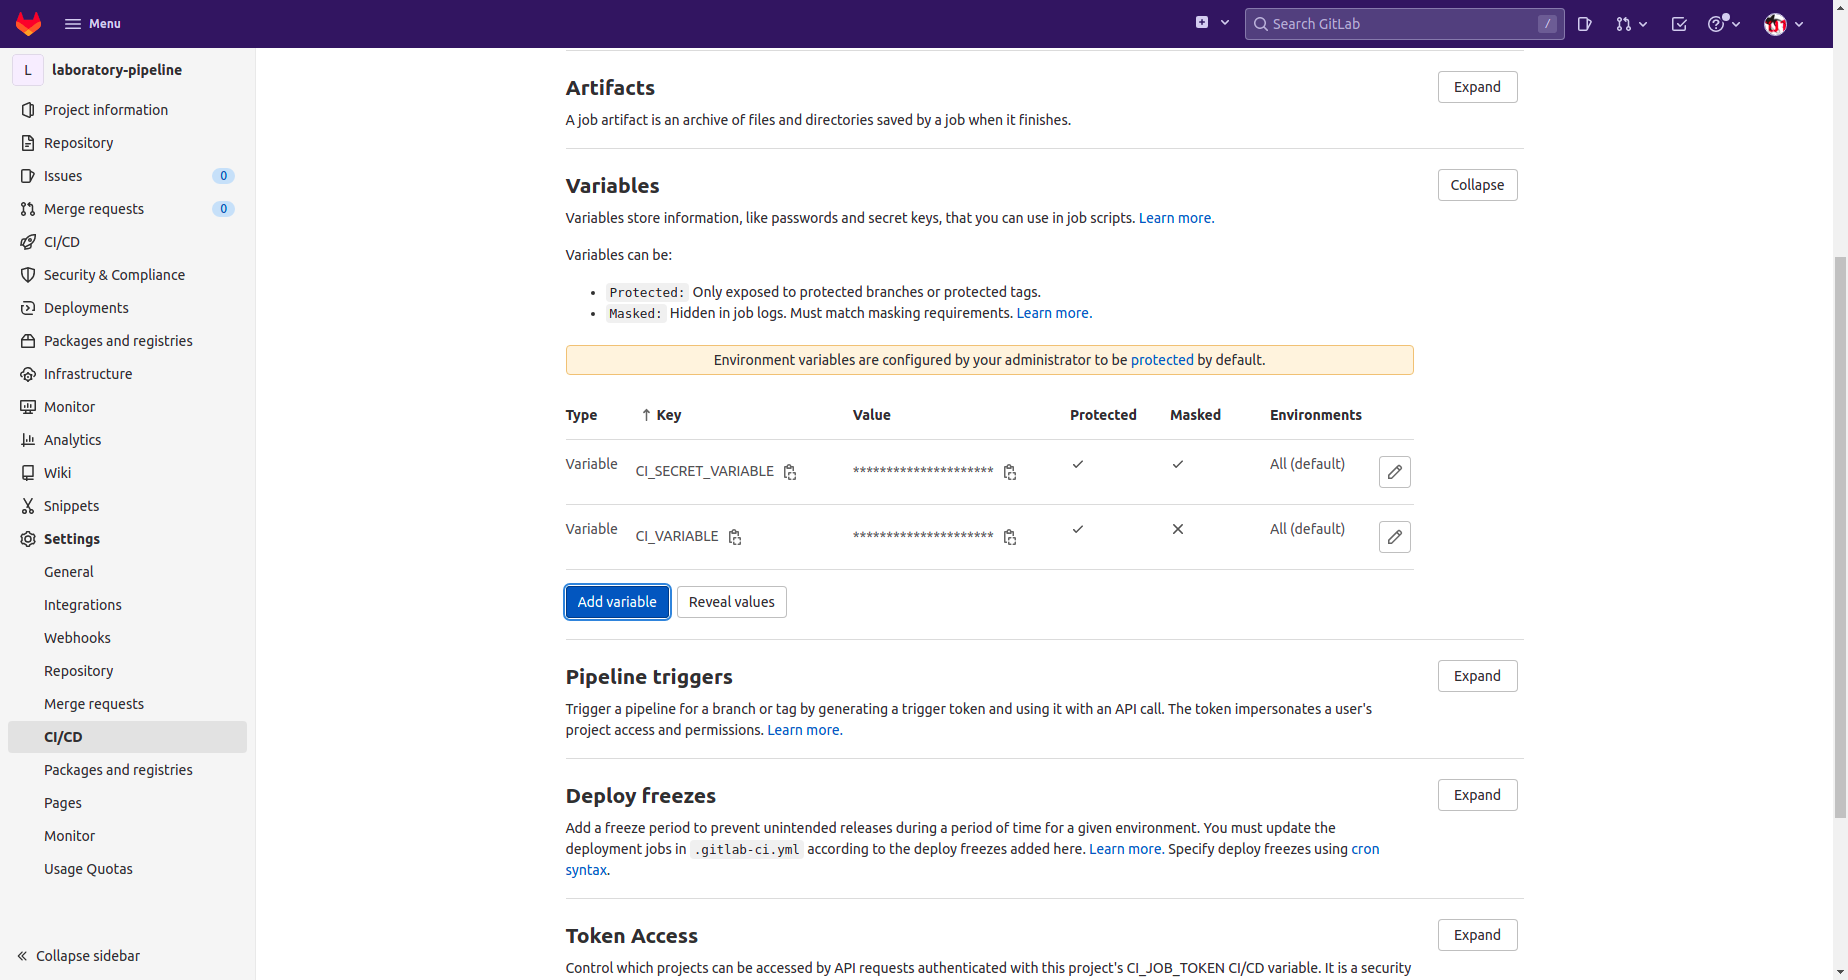 Menu
Search GitLab /
L laboratory-pipeline
Project information
Repository
Issues 0
Merge requests 0
CI/CD
Security & Compliance
Deployments
Packages and registries
Infrastructure
Monitor
Analytics
Wiki
Snippets
Settings
General
Integrations
Webhooks
Repository
Merge requests
CI/CD
Packages and registries
Pages
Monitor
Usage Quotas
Collapse sidebar
Artifacts
Expand
A job artifact is an archive of files and directories saved by a job when it finishes.
Variables
Collapse
Variables store information, like passwords and secret keys, that you can use in job scripts. Learn more.
Variables can be:
• Protected: Only exposed to protected branches or protected tags.
• Masked: Hidden in job logs. Must match masking requirements. Learn more.
Environment variables are configured by your administrator to be protected by default.
Type ↑ Key Value Protected Masked Environments
Variable CI_SECRET_VARIABLE ********************* ✓ ✓ All (default)
Variable CI_VARIABLE ********************* ✓ ✕ All (default)
Add variable Reveal values
Pipeline triggers
Expand
Trigger a pipeline for a branch or tag by generating a trigger token and using it with an API call. The token impersonates a user's
project access and permissions. Learn more.
Deploy freezes
Expand
Add a freeze period to prevent unintended releases during a period of time for a given environment. You must update the
deployment jobs in .gitlab-ci.yml according to the deploy freezes added here. Learn more. Specify deploy freezes using cron
syntax.
Token Access
Expand
Control which projects can be accessed by API requests authenticated with this project's CI_JOB_TOKEN CI/CD variable. It is a security